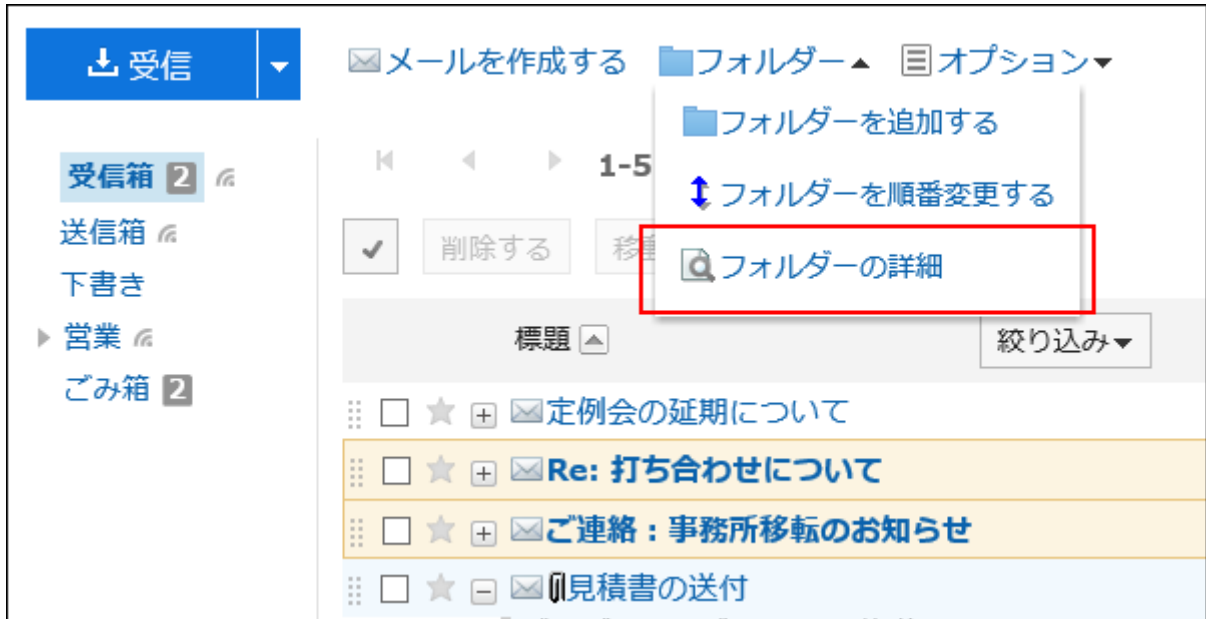 受信 メールを作成する フォルダー オプション
フォルダーを追加する
受信箱 2 1-5 フォルダーを順番変更する
送信箱 削除する フォルダーの詳細
下書き
営業 標題 絞り込み
ごみ箱 2
定例会の延期について
Re: 打ち合わせについて
ご連絡：事務所移転のお知らせ
見積書の送付